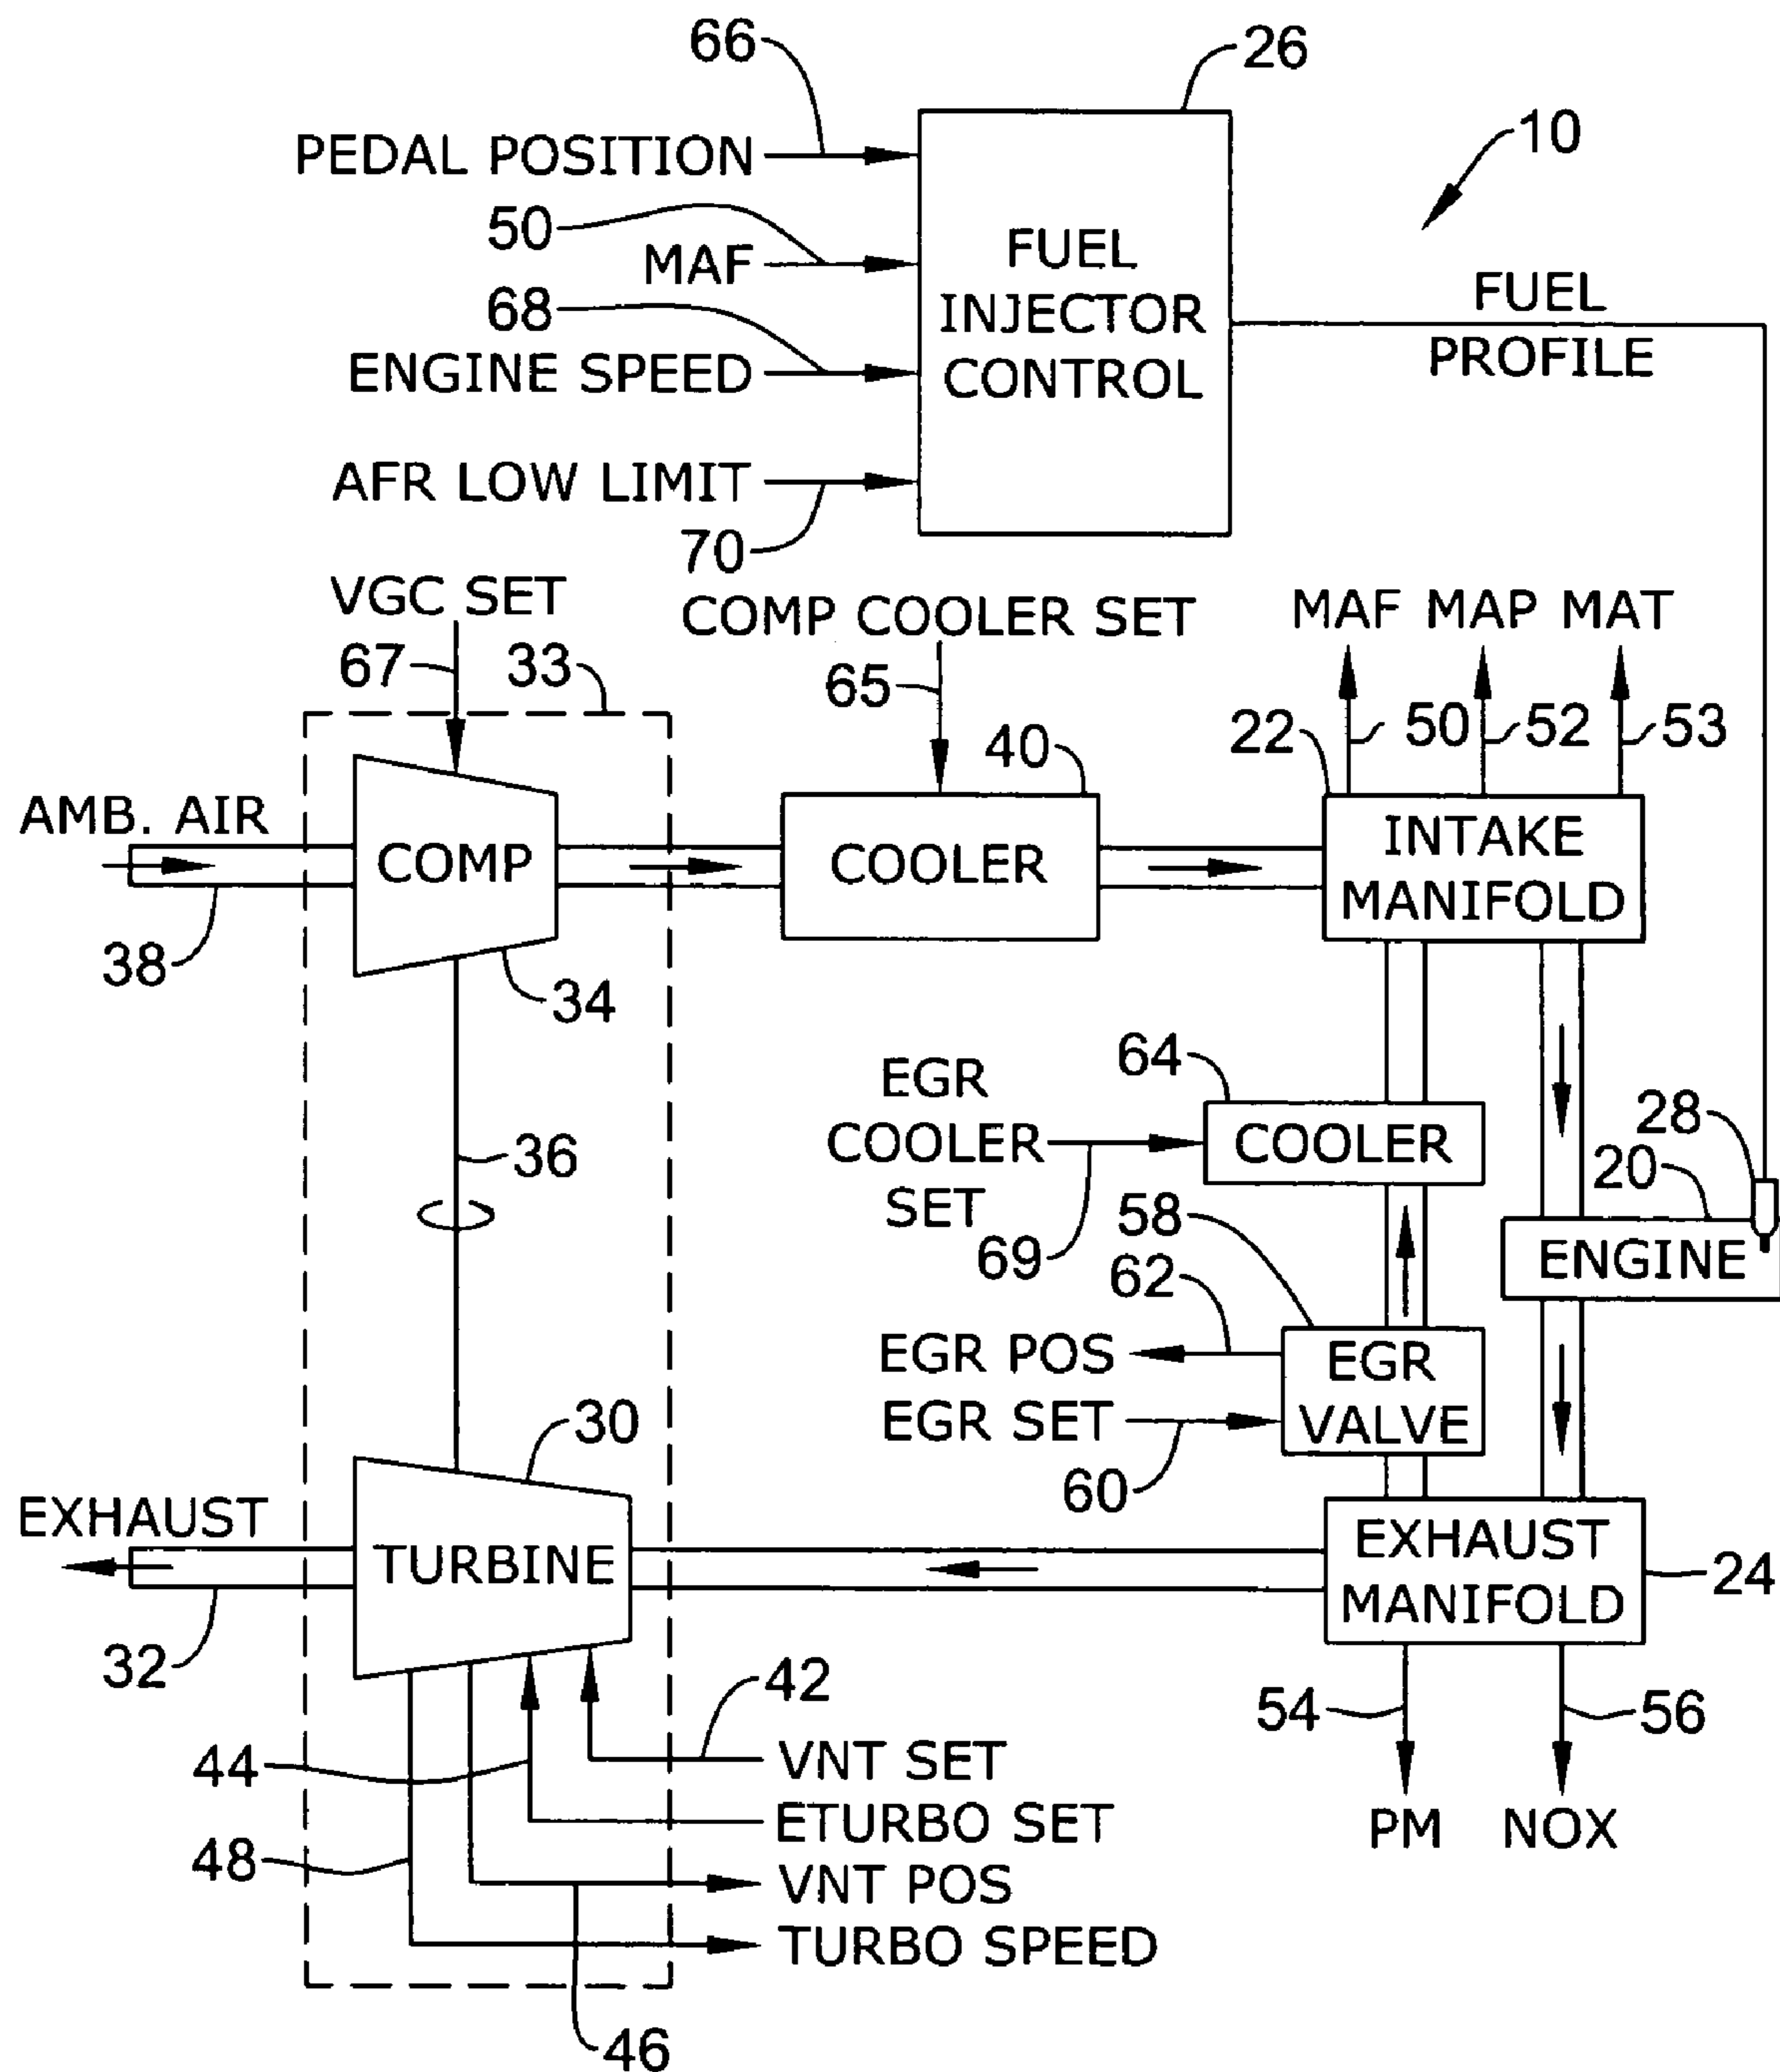 66
26
10
PEDAL POSITION
50
MAF
68
ENGINE SPEED
AFR LOW LIMIT
70
FUEL
INJECTOR
CONTROL
FUEL
PROFILE
VGC SET
67
33
COMP COOLER SET
65
40
MAF MAP MAT
22
50
52
53
AMB. AIR
COMP
COOLER
INTAKE
MANIFOLD
38
34
36
EGR
COOLER
SET
69
64
COOLER
28
20
ENGINE
58
62
EGR POS
EGR SET
60
EGR
VALVE
30
EXHAUST
TURBINE
32
EXHAUST
MANIFOLD
24
54
56
PM
NOX
42
VNT SET
44
ETURBO SET
48
VNT POS
TURBO SPEED
46